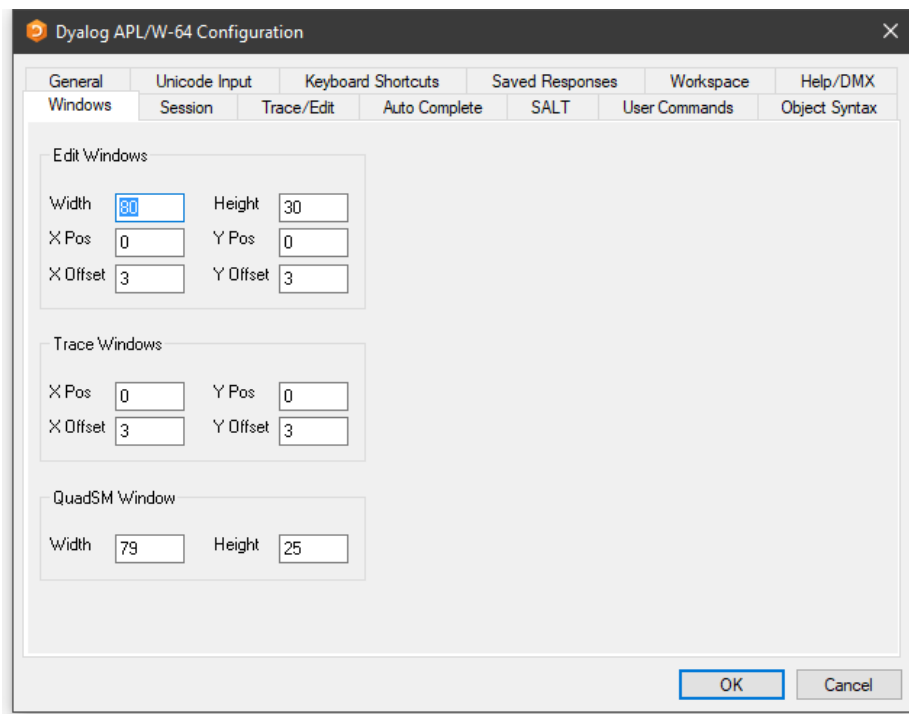 Dyalog APL/W-64 Configuration
General Unicode Input Keyboard Shortcuts Saved Responses Workspace Help/DMX
Windows Session Trace/Edit Auto Complete SALT User Commands Object Syntax
Edit Windows
Width 80 Height 30
X Pos 0 Y Pos 0
X Offset 3 Y Offset 3
Trace Windows
X Pos 0 Y Pos 0
X Offset 3 Y Offset 3
QuadSM Window
Width 79 Height 25
OK Cancel